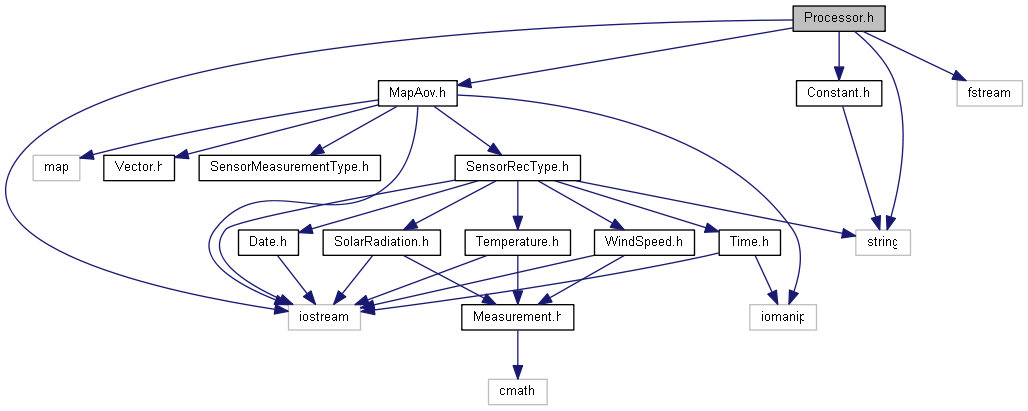 Processor.h
MapAov.h
Constant.h
fstream
map
Vector.h
SensorMeasurementType.h
SensorRecType.h
Date.h
SolarRadiation.h
Temperature.h
WindSpeed.h
Time.h
string
iostream
Measurement.h
iomanip
cmath